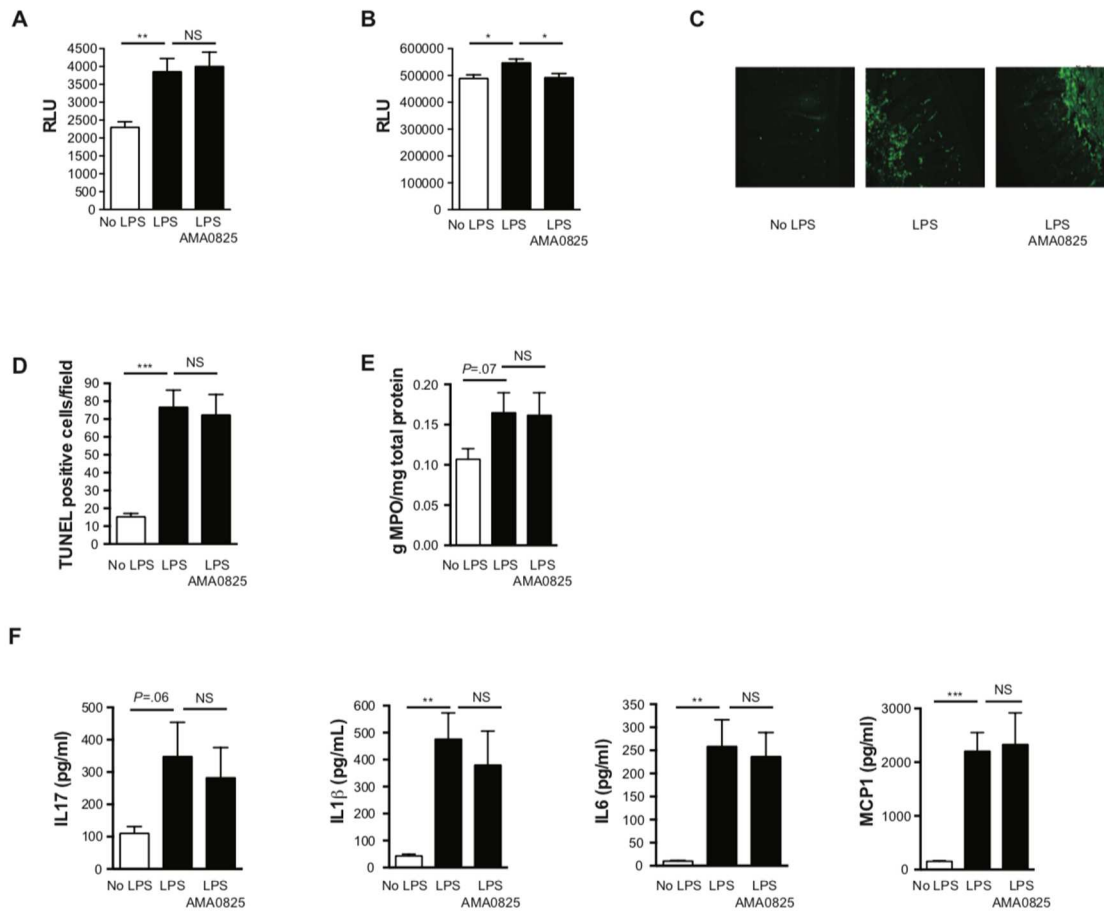 A
**
NS
4500
4000
3500
3000
2500
2000
1500
1000
500
0
RLU
No LPS LPS LPS
AMA0825
B
*
*
600000
500000
400000
300000
200000
100000
0
RLU
No LPS LPS LPS
AMA0825
C
No LPS
LPS
LPS
AMA0825
D
***
NS
90
80
70
60
50
40
30
20
10
0
TUNEL positive cells/field
No LPS LPS LPS
AMA0825
E
P=.07
NS
0.20
0.15
0.10
0.05
0.00
g MPO/mg total protein
No LPS LPS LPS
AMA0825
F
P=.06
NS
500
400
300
200
100
0
IL17 (pg/ml)
No LPS LPS LPS
AMA0825
**
NS
600
500
400
300
200
100
0
IL1β (pg/mL)
No LPS LPS LPS
AMA0825
**
NS
350
300
250
200
150
100
50
0
IL6 (pg/ml)
No LPS LPS LPS
AMA0825
***
NS
3000
2000
1000
0
MCP1 (pg/ml)
No LPS LPS LPS
AMA0825